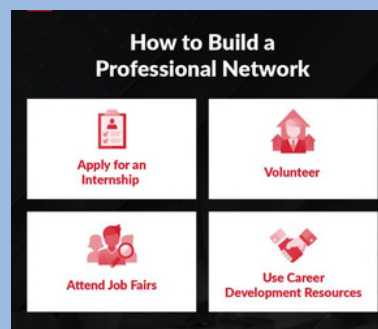 How to Build a
Professional Network
Apply for an
Internship
Volunteer
Attend Job Fairs
Use Career
Development Resources